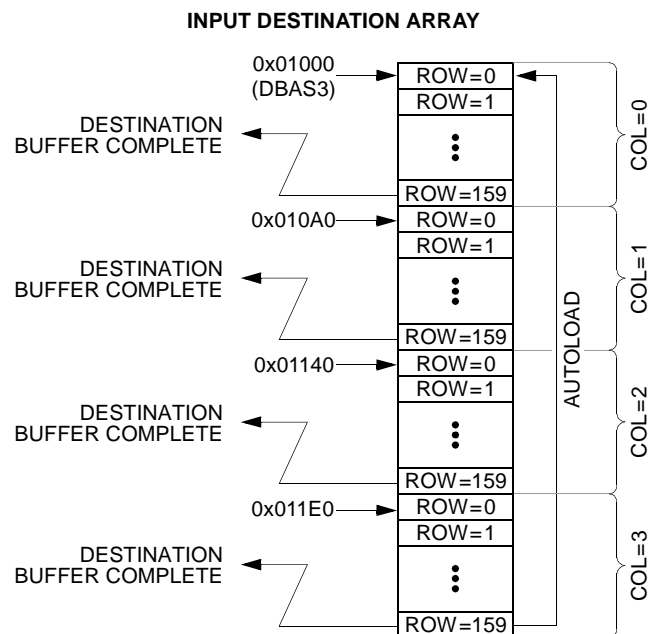 INPUT DESTINATION ARRAY
0x01000
(DBAS3)
ROW=0
ROW=1
DESTINATION
BUFFER COMPLETE
ROW=159
COL=0
0x010A0
ROW=0
ROW=1
DESTINATION
BUFFER COMPLETE
ROW=159
COL=1
AUTOLOAD
0x01140
ROW=0
ROW=1
DESTINATION
BUFFER COMPLETE
ROW=159
COL=2
0x011E0
ROW=0
ROW=1
DESTINATION
BUFFER COMPLETE
ROW=159
COL=3